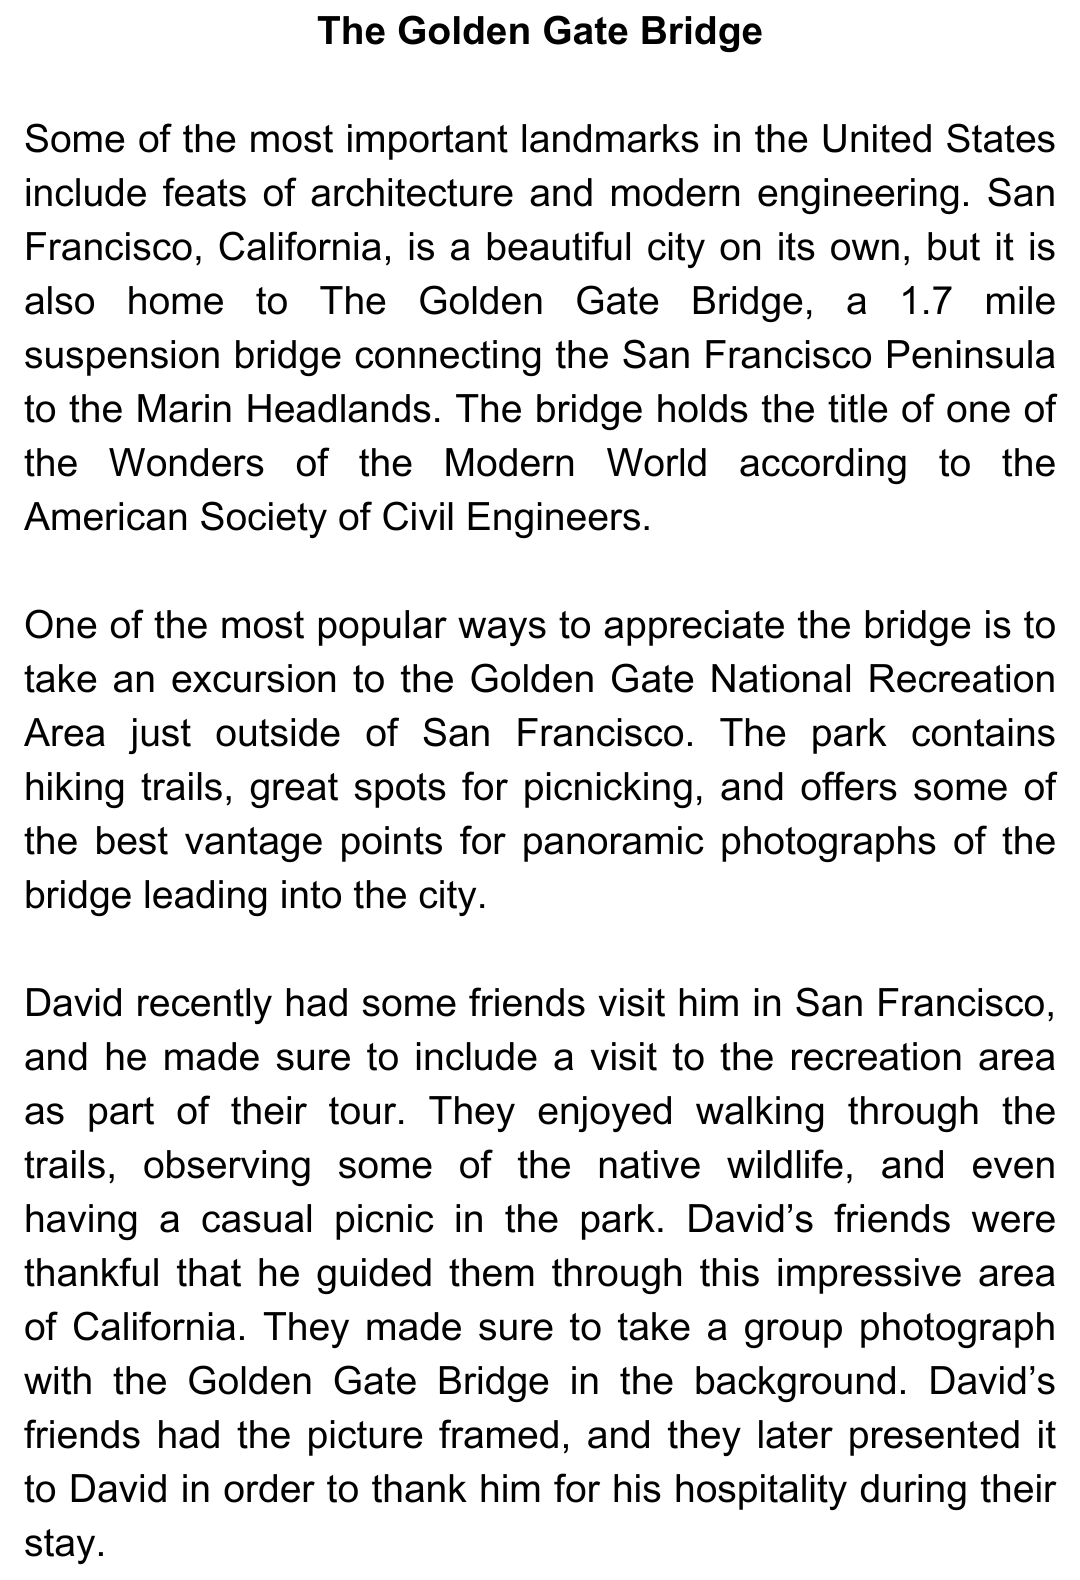 The Golden Gate Bridge
Some of the most important landmarks in the United States
include feats of architecture and modern engineering. San
Francisco, California, is a beautiful city on its own, but it is
also home to The Golden Gate Bridge, a 1.7 mile
suspension bridge connecting the San Francisco Peninsula
to the Marin Headlands. The bridge holds the title of one of
the Wonders of the Modern World according to the
American Society of Civil Engineers.
One of the most popular ways to appreciate the bridge is to
take an excursion to the Golden Gate National Recreation
Area just outside of San Francisco. The park contains
hiking trails, great spots for picnicking, and offers some of
the best vantage points for panoramic photographs of the
bridge leading into the city.
David recently had some friends visit him in San Francisco,
and he made sure to include a visit to the recreation area
as part of their tour. They enjoyed walking through the
trails, observing some of the native wildlife, and even
having a casual picnic in the park. David’s friends were
thankful that he guided them through this impressive area
of California. They made sure to take a group photograph
with the Golden Gate Bridge in the background. David’s
friends had the picture framed, and they later presented it
to David in order to thank him for his hospitality during their
stay.